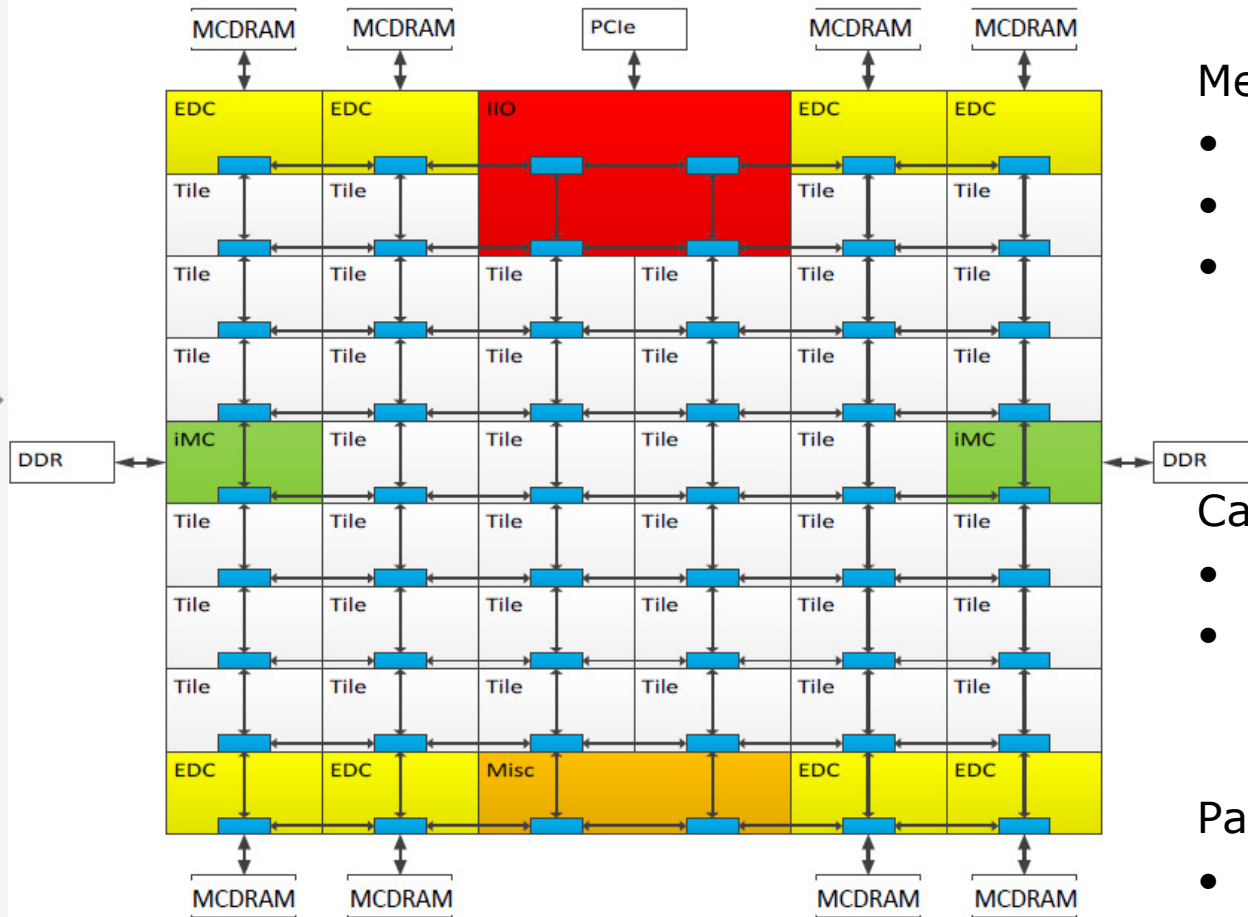 MCDRAM MCDRAM PCIe MCDRAM MCDRAM
EDC EDC IIO EDC EDC
Tile Tile Tile Tile
Tile Tile Tile Tile Tile Tile
Tile Tile Tile Tile Tile Tile
DDR iMC Tile Tile Tile Tile iMC DDR
Tile Tile Tile Tile Tile Tile
Tile Tile Tile Tile Tile Tile
Tile Tile Tile Tile Tile Tile
EDC EDC Misc EDC EDC
MCDRAM MCDRAM MCDRAM MCDRAM
Me
•
•
•
Ca
•
•
Pa
•